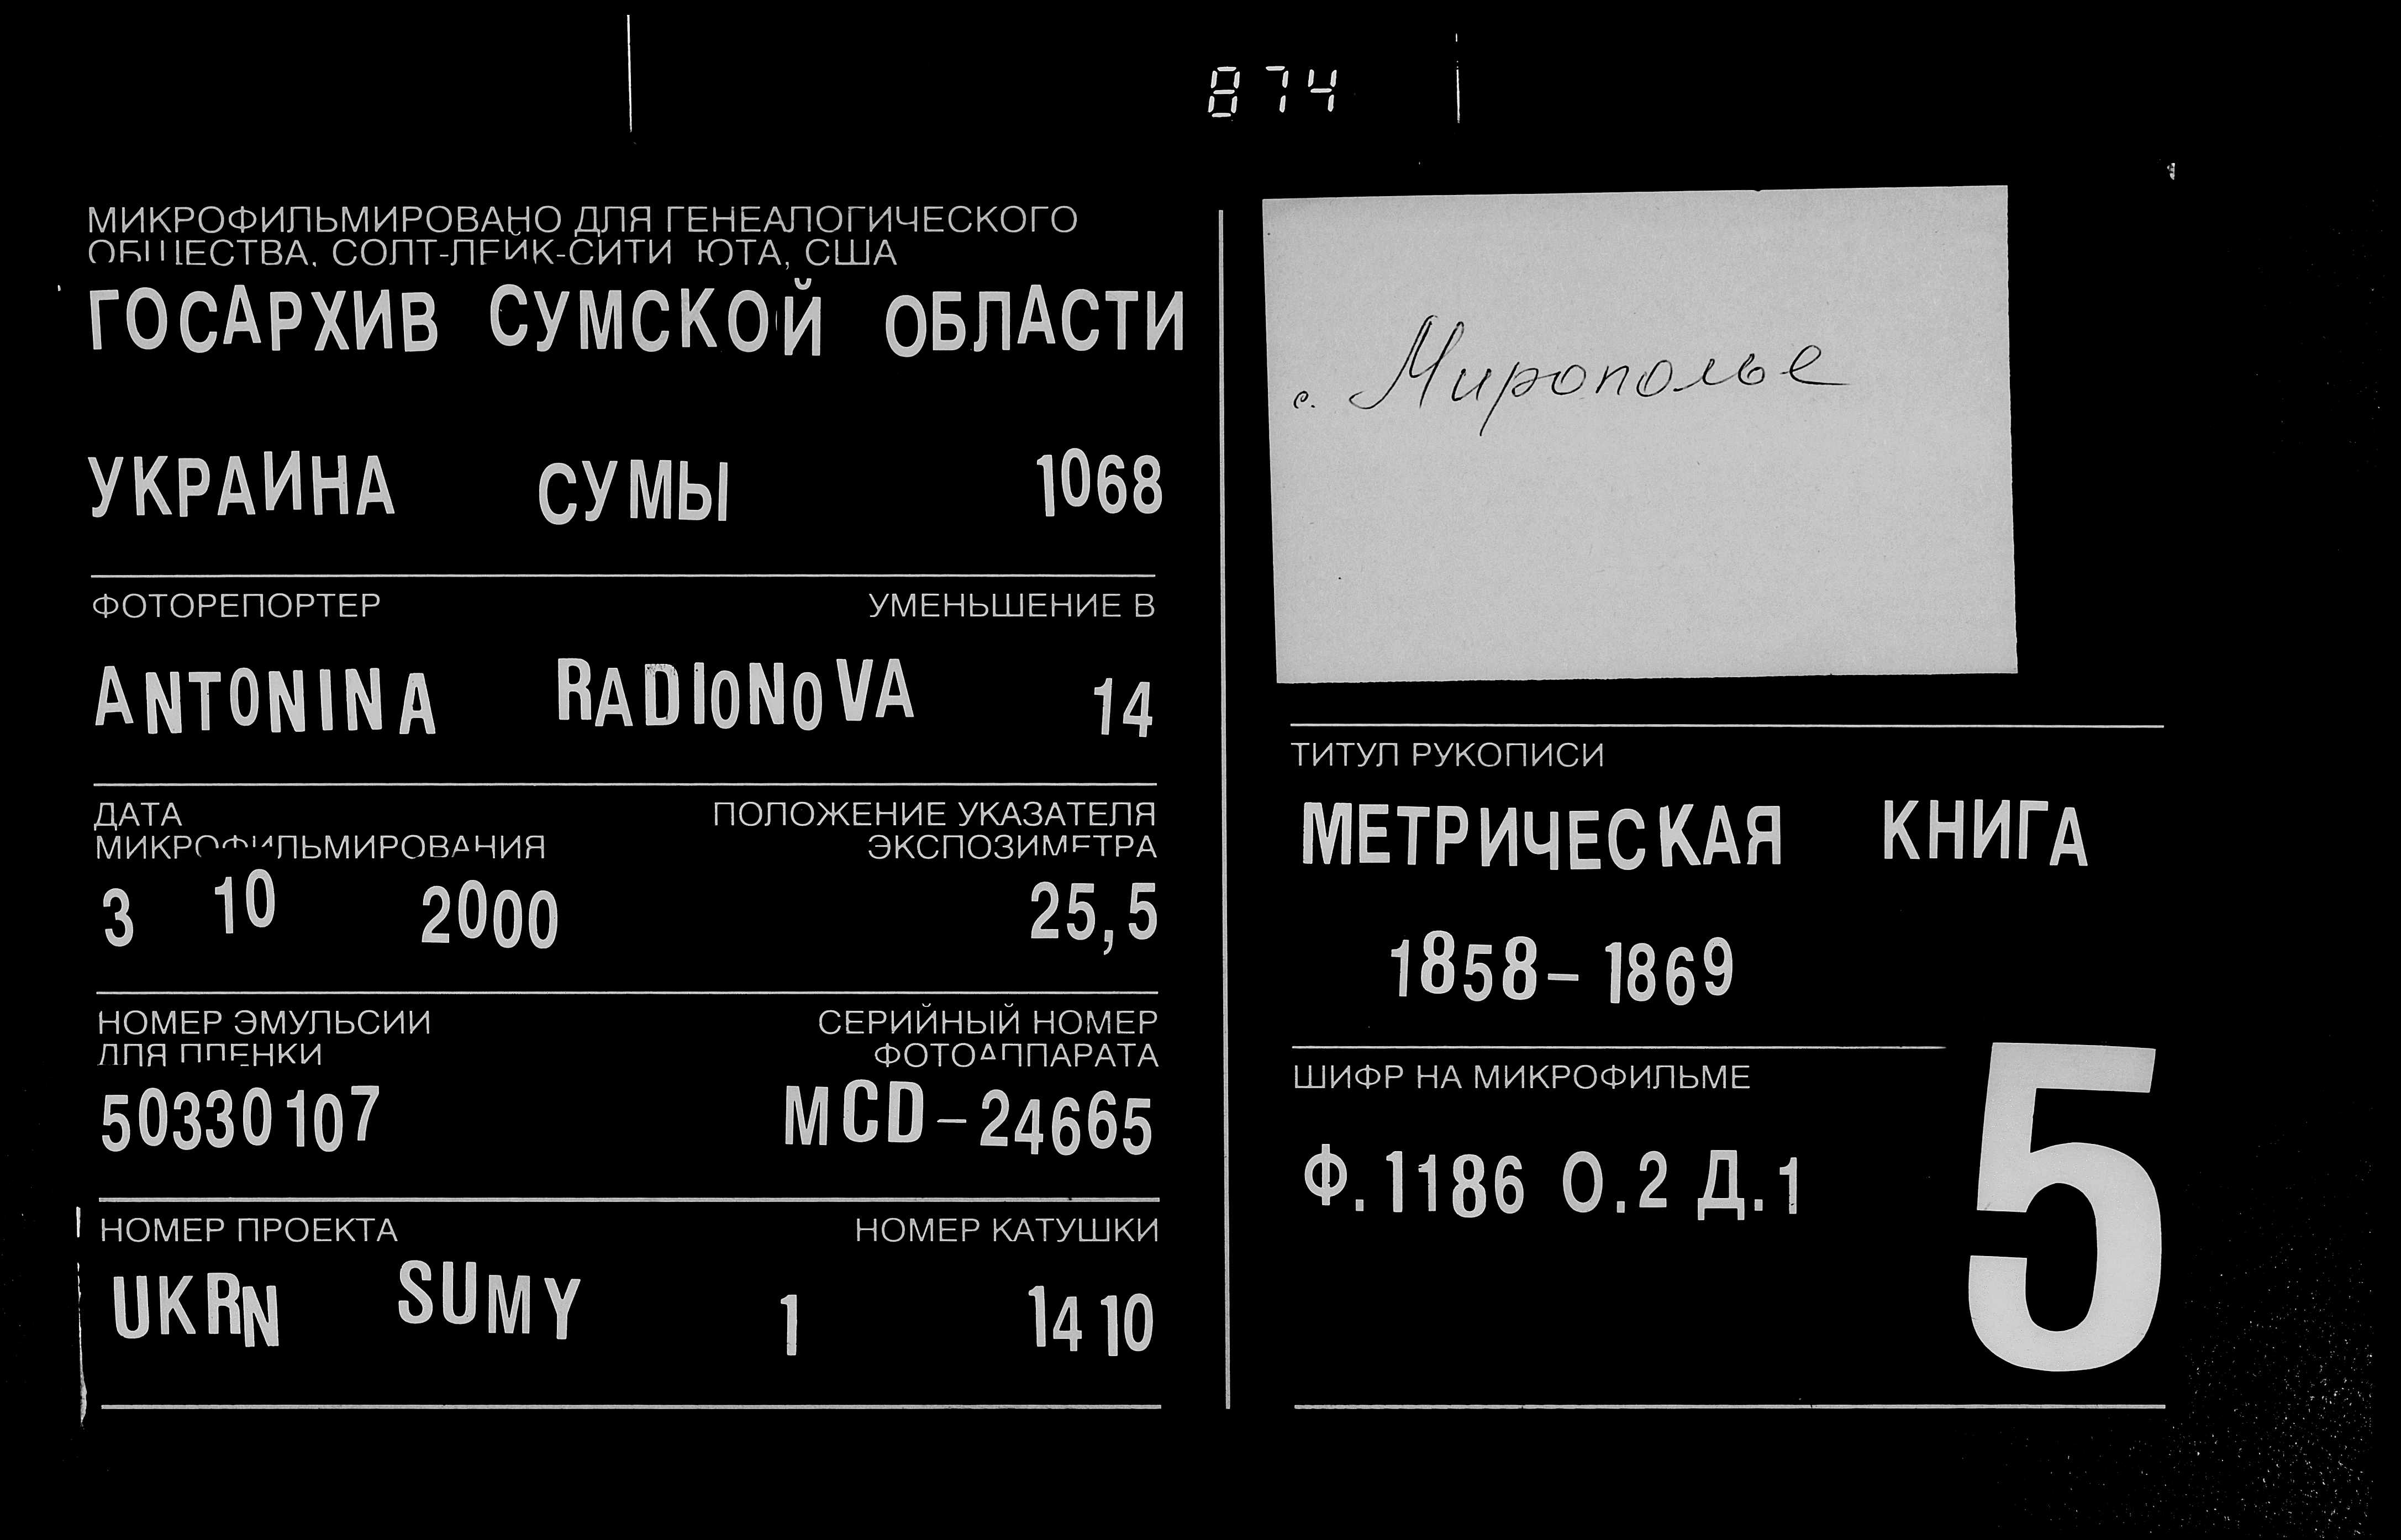 874
МИКРОФИЛЬМИРОВАНО ДЛЯ ГЕНЕАЛОГИЧЕСКОГО
ОБЩЕСТВА, СОЛТ-ЛЕЙК-СИТИ ЮТА, США
ГОСАРХИВ СУМСКОЙ ОБЛАСТИ
УКРАИНА СУМЫ 1068
ФОТОРЕПОРТЕР УМЕНЬШЕНИЕ В
ANTONINA RADIONOVA 14
ДАТА ПОЛОЖЕНИЕ УКАЗАТЕЛЯ
МИКРОФИЛЬМИРОВАНИЯ ЭКСПОЗИМЕТРА
3 10 2000 25,5
НОМЕР ЭМУЛЬСИИ СЕРИЙНЫЙ НОМЕР
ДЛЯ ПЛЕНКИ ФОТОАППАРАТА
50330107 MCD-24665
НОМЕР ПРОЕКТА НОМЕР КАТУШКИ
UKRN SUMY 1 1410
с. Мирополье
ТИТУЛ РУКОПИСИ
МЕТРИЧЕСКАЯ КНИГА
1858-1869
ШИФР НА МИКРОФИЛЬМЕ
Ф.1186 О.2 Д.1
5